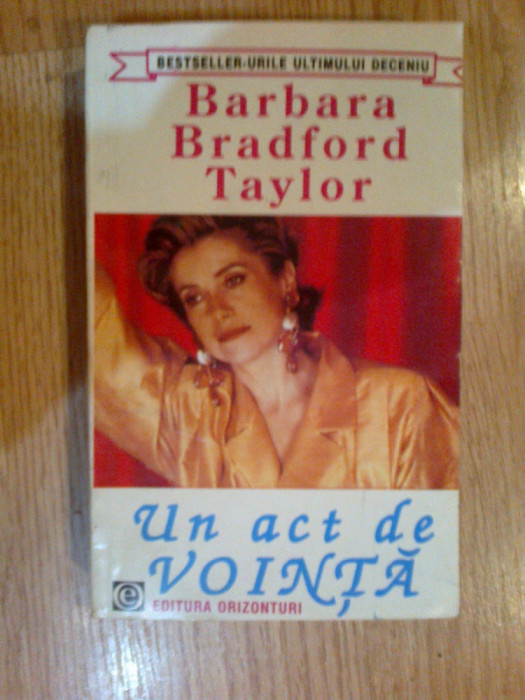 BESTSELLER-URILE ULTIMULUI DECENIU
Barbara
Bradford
Taylor
Un act de
VOINȚĂ
e
EDITURA ORIZONTURI